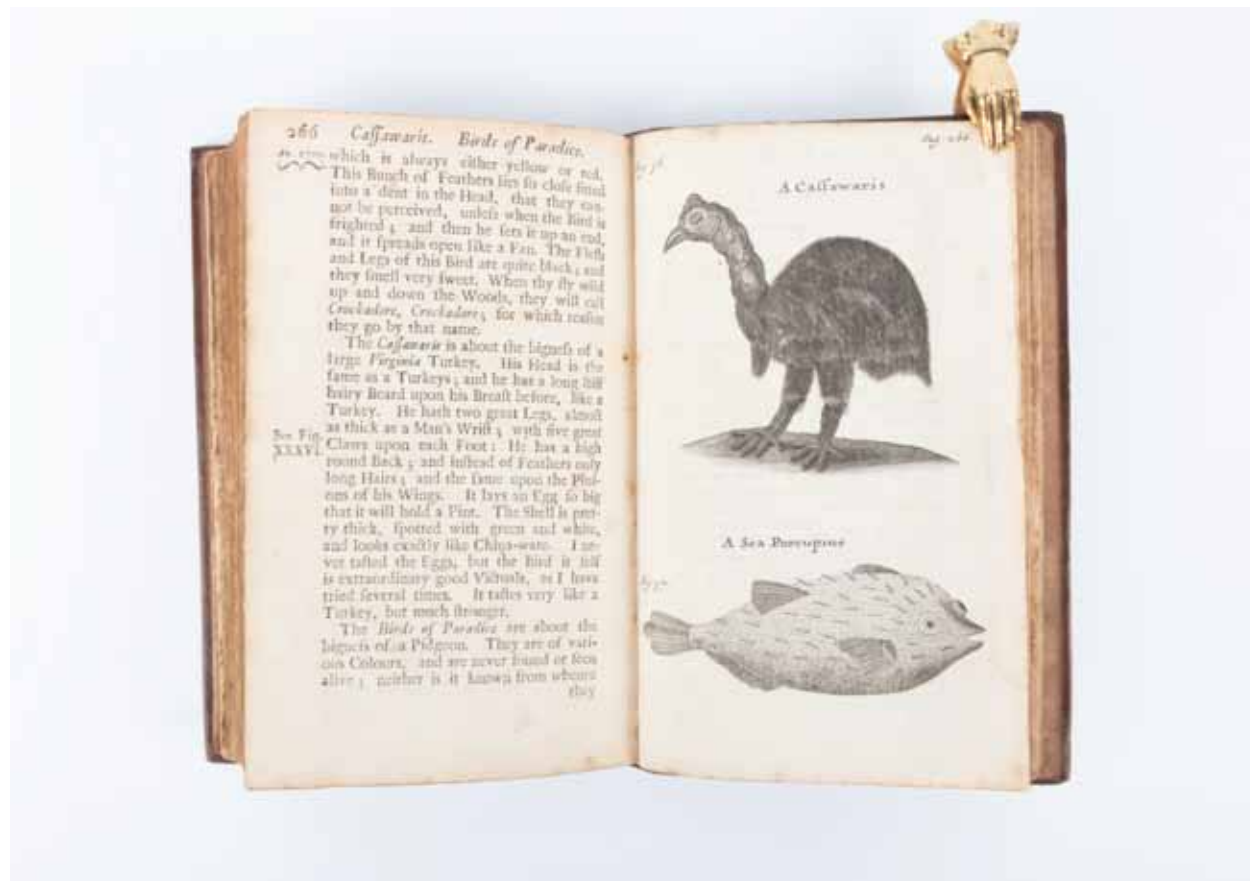 266 Caſſawaris. Birds of Paradice.
which is always either yellow or red.
This Bunch of Feathers lies ſo cloſe fitted
into a dent in the Head, that they can-
not be perceived, unleſs when the Bird is
frighted; and then he ſets it up an end,
and it ſpreads open like a Fan. The Fleſh
and Legs of this Bird are quite black; and
they ſmell very ſweet. When thy fly wild
up and down the Woods, they will call
Crockadore, Crockadore; for which reaſon
they go by that name.
The Caſſawaris is about the bigneſs of a
large Virginia Turkey. His Head is the
ſame as a Turkeys; and he has a long ſtiff
hairy Beard upon his Breaſt before, like a
Turkey. He hath two great Legs, almoſt
as thick as a Man's Wriſt; with five great
See Fig.
XXXVI.
Claws upon each Foot: He has a high
round Back; and inſtead of Feathers only
long Hairs; and the ſame upon the Pini-
ons of his Wings. It lays an Egg ſo big
that it will hold a Pint. The Shell is pret-
ty thick, ſpotted with green and white,
and looks exactly like China-ware. I ne-
ver taſted the Eggs, but the bird it ſelf
is extraordinary good Victuals, as I have
tried ſeveral times. It taſtes very like a
Turkey, but much ſtronger.
The Birds of Paradice are about the
bigneſs of a Pidgeon. They are of vari-
ous Colours, and are never found or ſeen
alive; neither is it known from whence
they
Pag. 266
A Caſſawaris
A Sea Porcupine